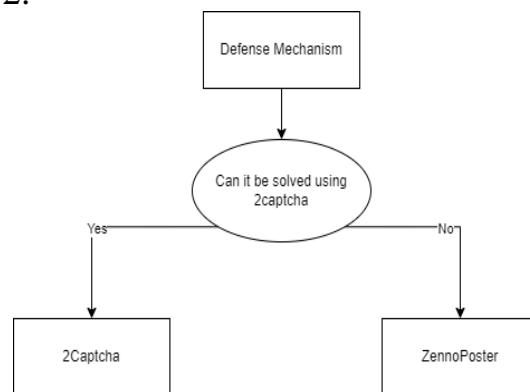 2.
Defense Mechanism
Can it be solved using
2captcha
Yes
No
2Captcha
ZennoPoster